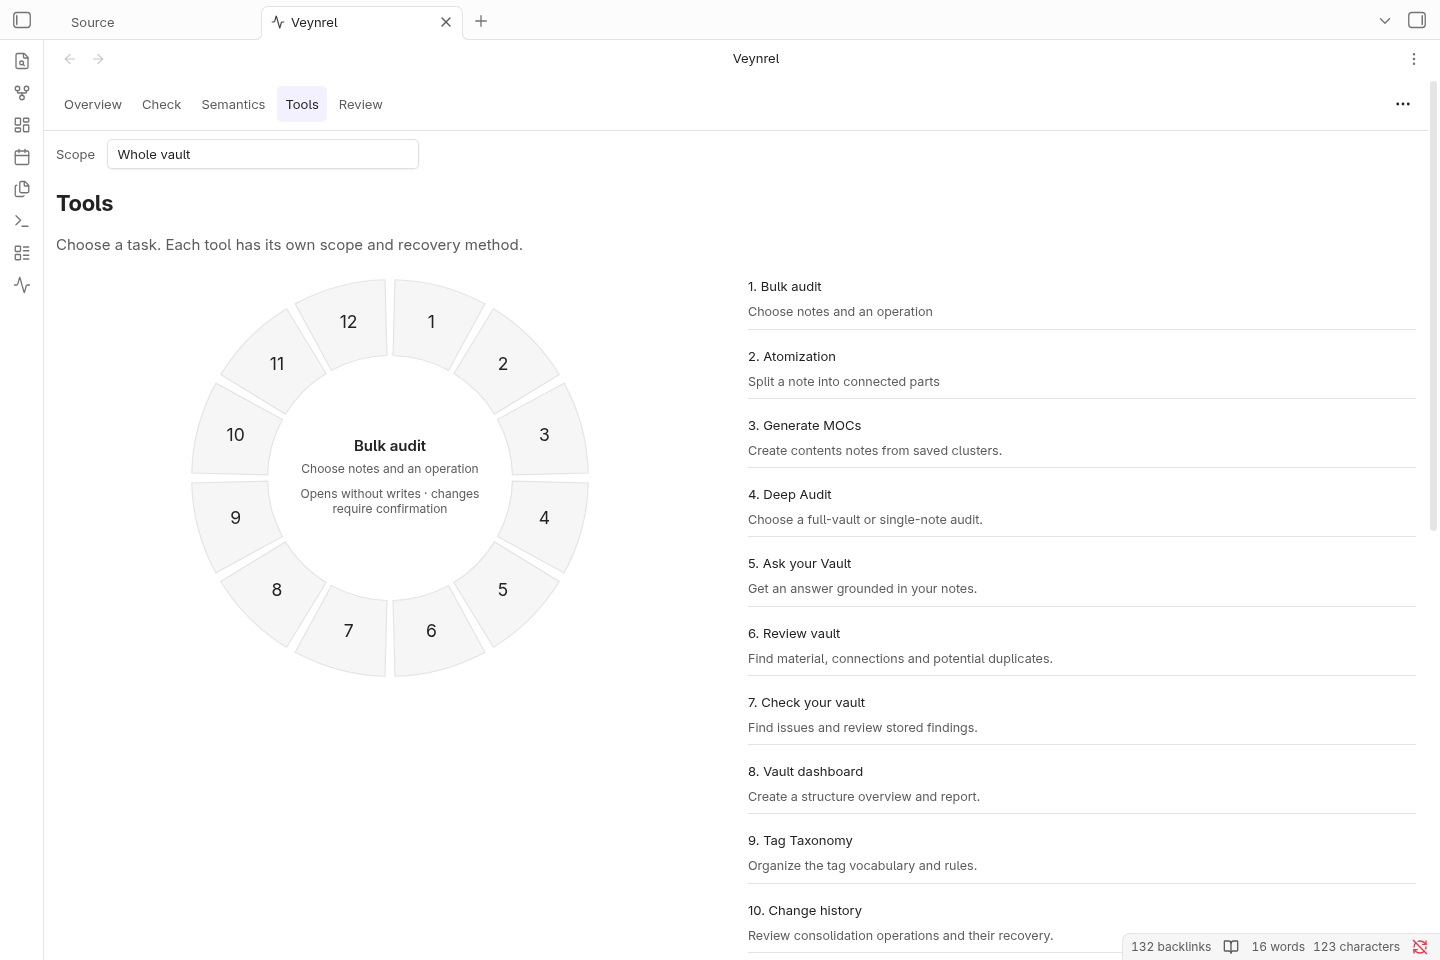 Source
Veynrel
Veynrel
Overview
Check
Semantics
Tools
Review
Scope
Whole vault
Tools
Choose a task. Each tool has its own scope and recovery method.
12
1
11
2
10
3
9
4
8
5
7
6
Bulk audit
Choose notes and an operation
Opens without writes · changes
require confirmation
1. Bulk audit
Choose notes and an operation
2. Atomization
Split a note into connected parts
3. Generate MOCs
Create contents notes from saved clusters.
4. Deep Audit
Choose a full-vault or single-note audit.
5. Ask your Vault
Get an answer grounded in your notes.
6. Review vault
Find material, connections and potential duplicates.
7. Check your vault
Find issues and review stored findings.
8. Vault dashboard
Create a structure overview and report.
9. Tag Taxonomy
Organize the tag vocabulary and rules.
10. Change history
Review consolidation operations and their recovery.
132 backlinks
16 words
123 characters